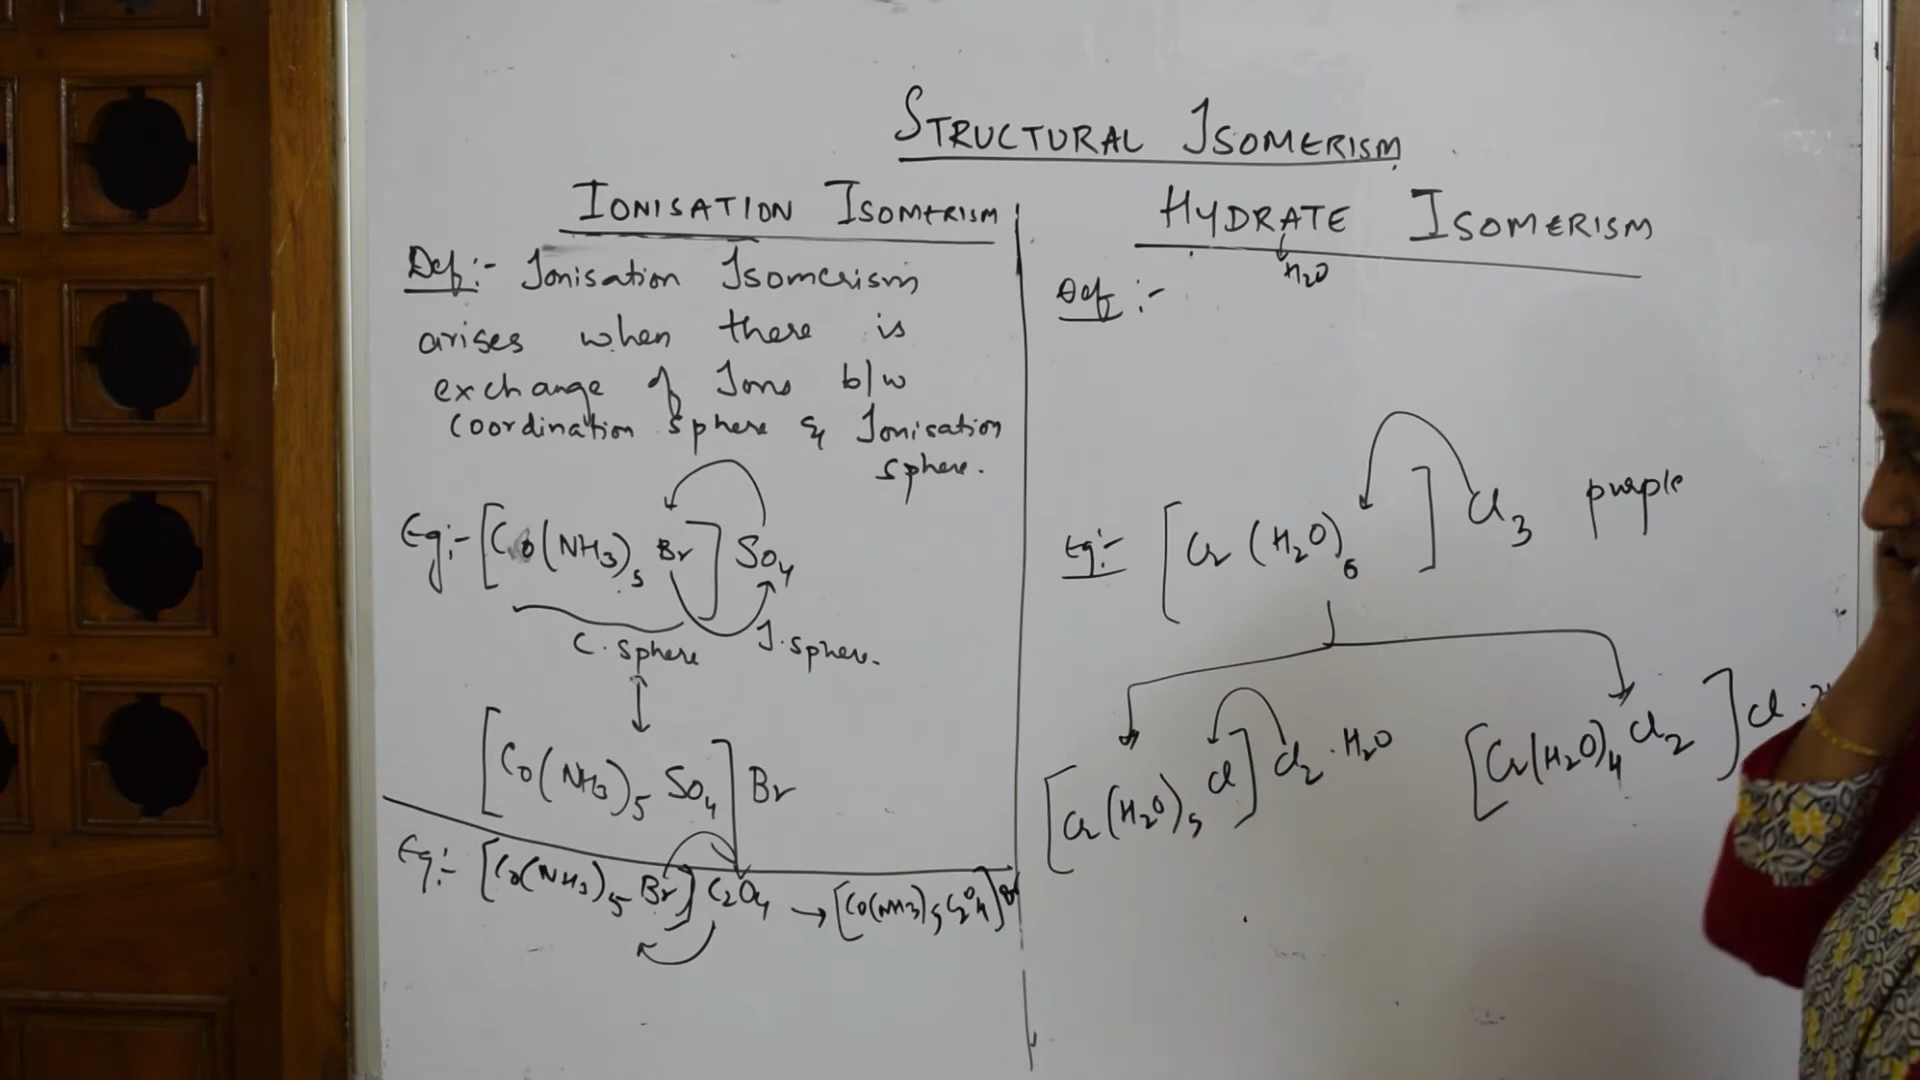 STRUCTURAL ISOMERISM
IONISATION ISOMERISM
Def:- Ionisation Isomerism
arises when there is
exchange of Ions b/w
Coordination sphere & Ionisation
sphere.
Eg:- [Co(NH3)5 Br] SO4
C. sphere I. sphere.
[Co(NH3)5 SO4] Br
Eg:- [Co(NH3)5 Br] C2O4 → [Co(NH3)5 C2O4] Br
HYDRATE ISOMERISM
H2O
Def:-
Eg:- [Cr(H2O)6 ] Cl3 purple
[Cr(H2O)5 Cl] Cl2 . H2O [Cr(H2O)4 Cl2] Cl .